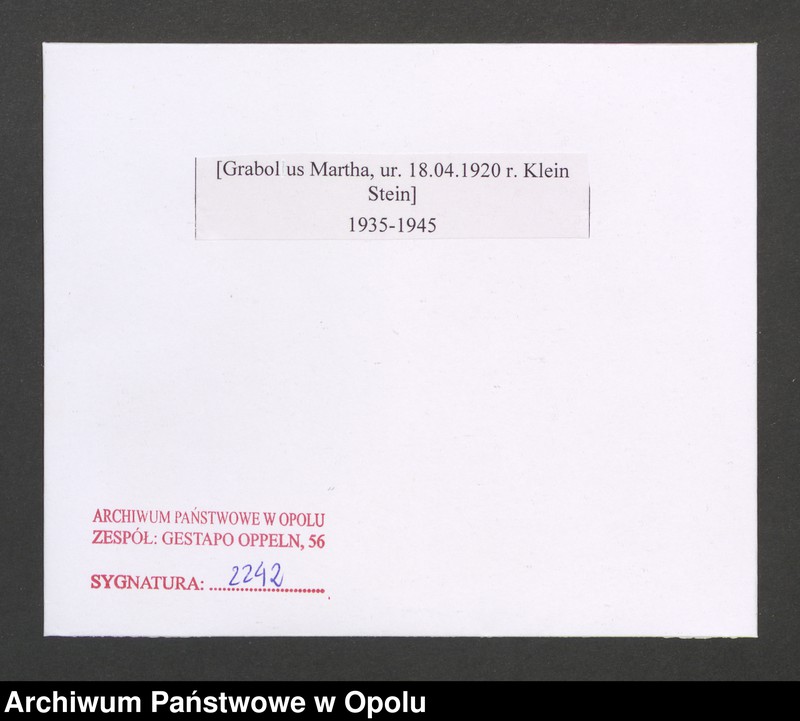 [Grabol us Martha, ur. 18.04.1920 r. Klein
Stein]
1935-1945
ARCHIWUM PAŃSTWOWE W OPOLU
ZESPÓŁ: GESTAPO OPPELN, 56
SYGNATURA: 2242
Archiwum Państwowe w Opolu